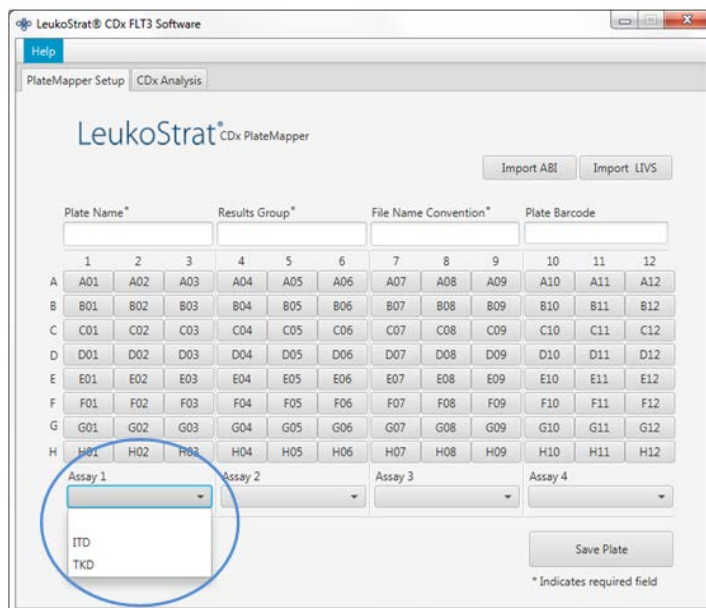 LeukoStrat® CDx FLT3 Software
Help
PlateMapper Setup CDx Analysis
LeukoStrat® CDx PlateMapper
Import ABI Import LIVS
Plate Name* Results Group* File Name Convention* Plate Barcode
1 2 3 4 5 6 7 8 9 10 11 12
A A01 A02 A03 A04 A05 A06 A07 A08 A09 A10 A11 A12
B B01 B02 B03 B04 B05 B06 B07 B08 B09 B10 B11 B12
C C01 C02 C03 C04 C05 C06 C07 C08 C09 C10 C11 C12
D D01 D02 D03 D04 D05 D06 D07 D08 D09 D10 D11 D12
E E01 E02 E03 E04 E05 E06 E07 E08 E09 E10 E11 E12
F F01 F02 F03 F04 F05 F06 F07 F08 F09 F10 F11 F12
G G01 G02 G03 G04 G05 G06 G07 G08 G09 G10 G11 G12
H H01 H02 H03 H04 H05 H06 H07 H08 H09 H10 H11 H12
Assay 1 Assay 2 Assay 3 Assay 4
ITD
TKD
Save Plate
* Indicates required field